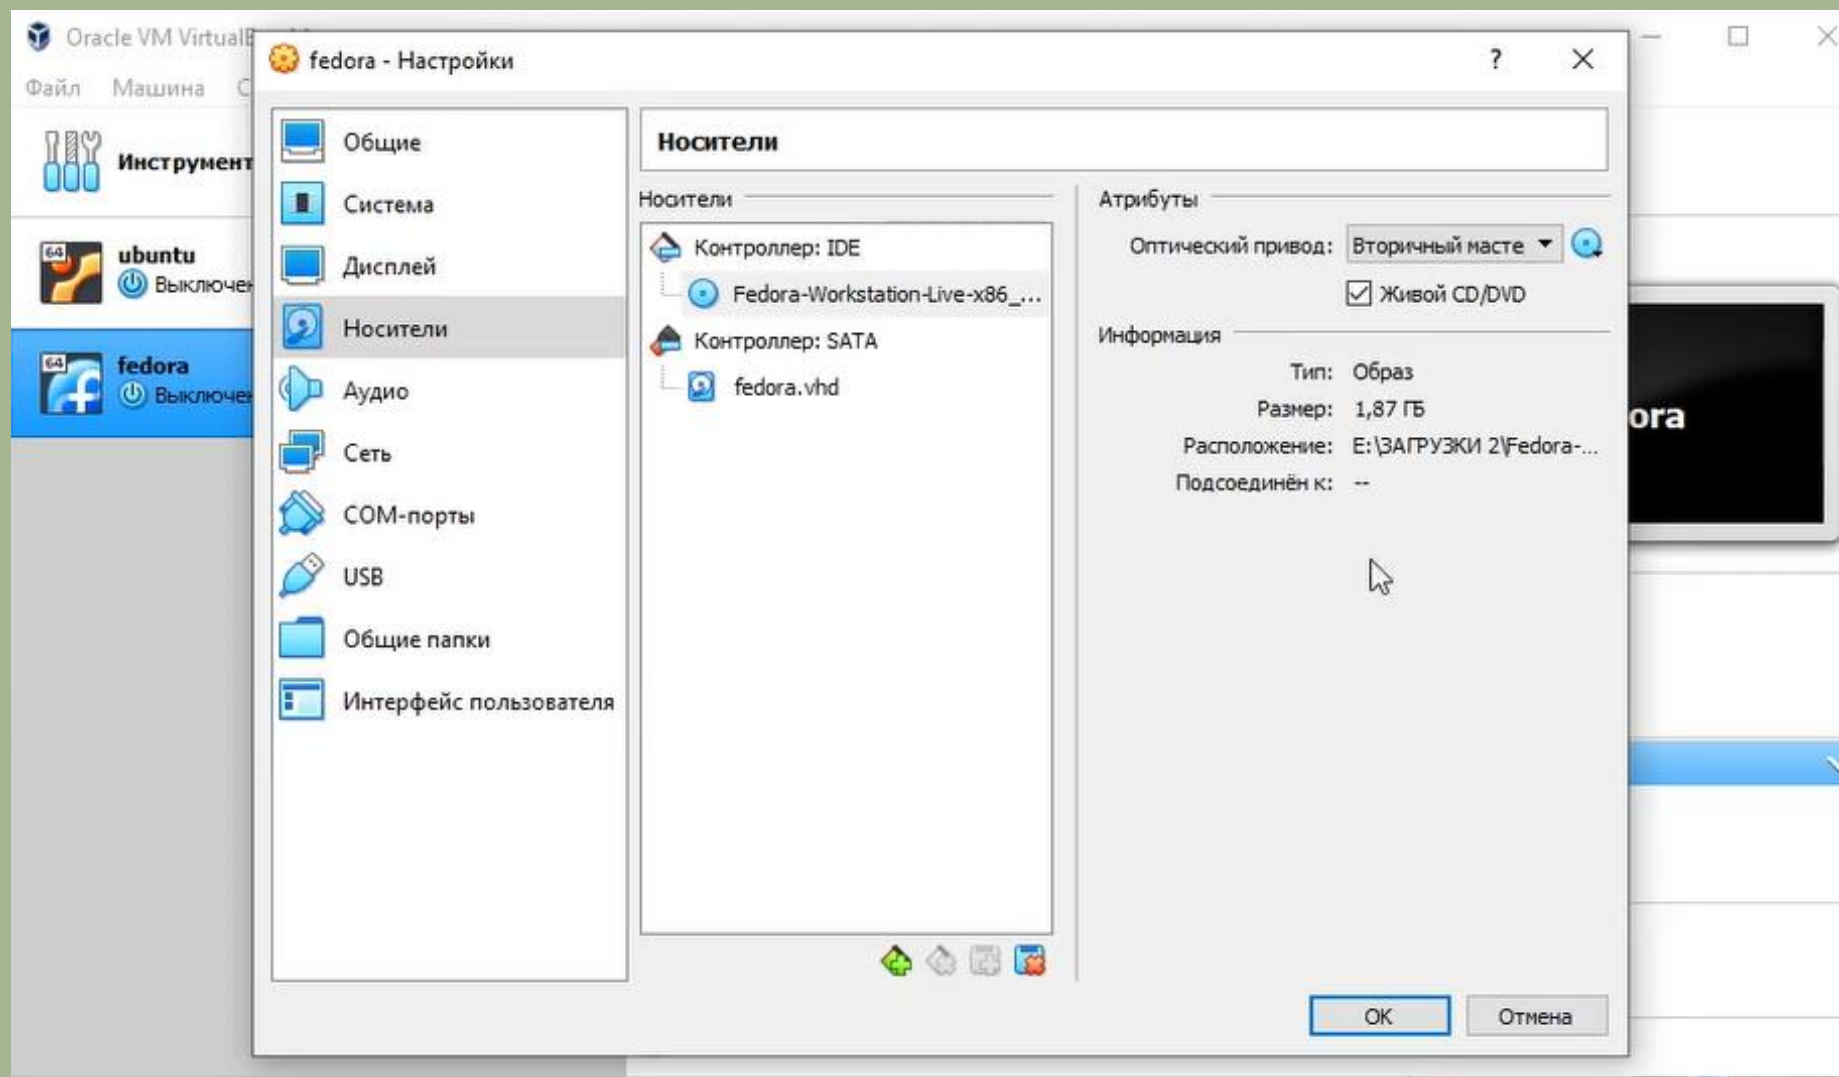 Oracle VM VirtualB
Файл Машина С
Инструмент
64
ubuntu
Выключен
64
fedora
Выключен
fedora - Настройки
?
Общие
Система
Дисплей
Носители
Аудио
Сеть
COM-порты
USB
Общие папки
Интерфейс пользователя
Носители
Носители
Контроллер: IDE
Fedora-Workstation-Live-x86_...
Контроллер: SATA
fedora.vhd
Атрибуты
Оптический привод: Вторичный масте
Живой CD/DVD
Информация
Тип: Образ
Размер: 1,87 ГБ
Расположение: E:\ЗАГРУЗКИ 2\Fedora-...
Подсоединён к: --
OK Отмена
ora